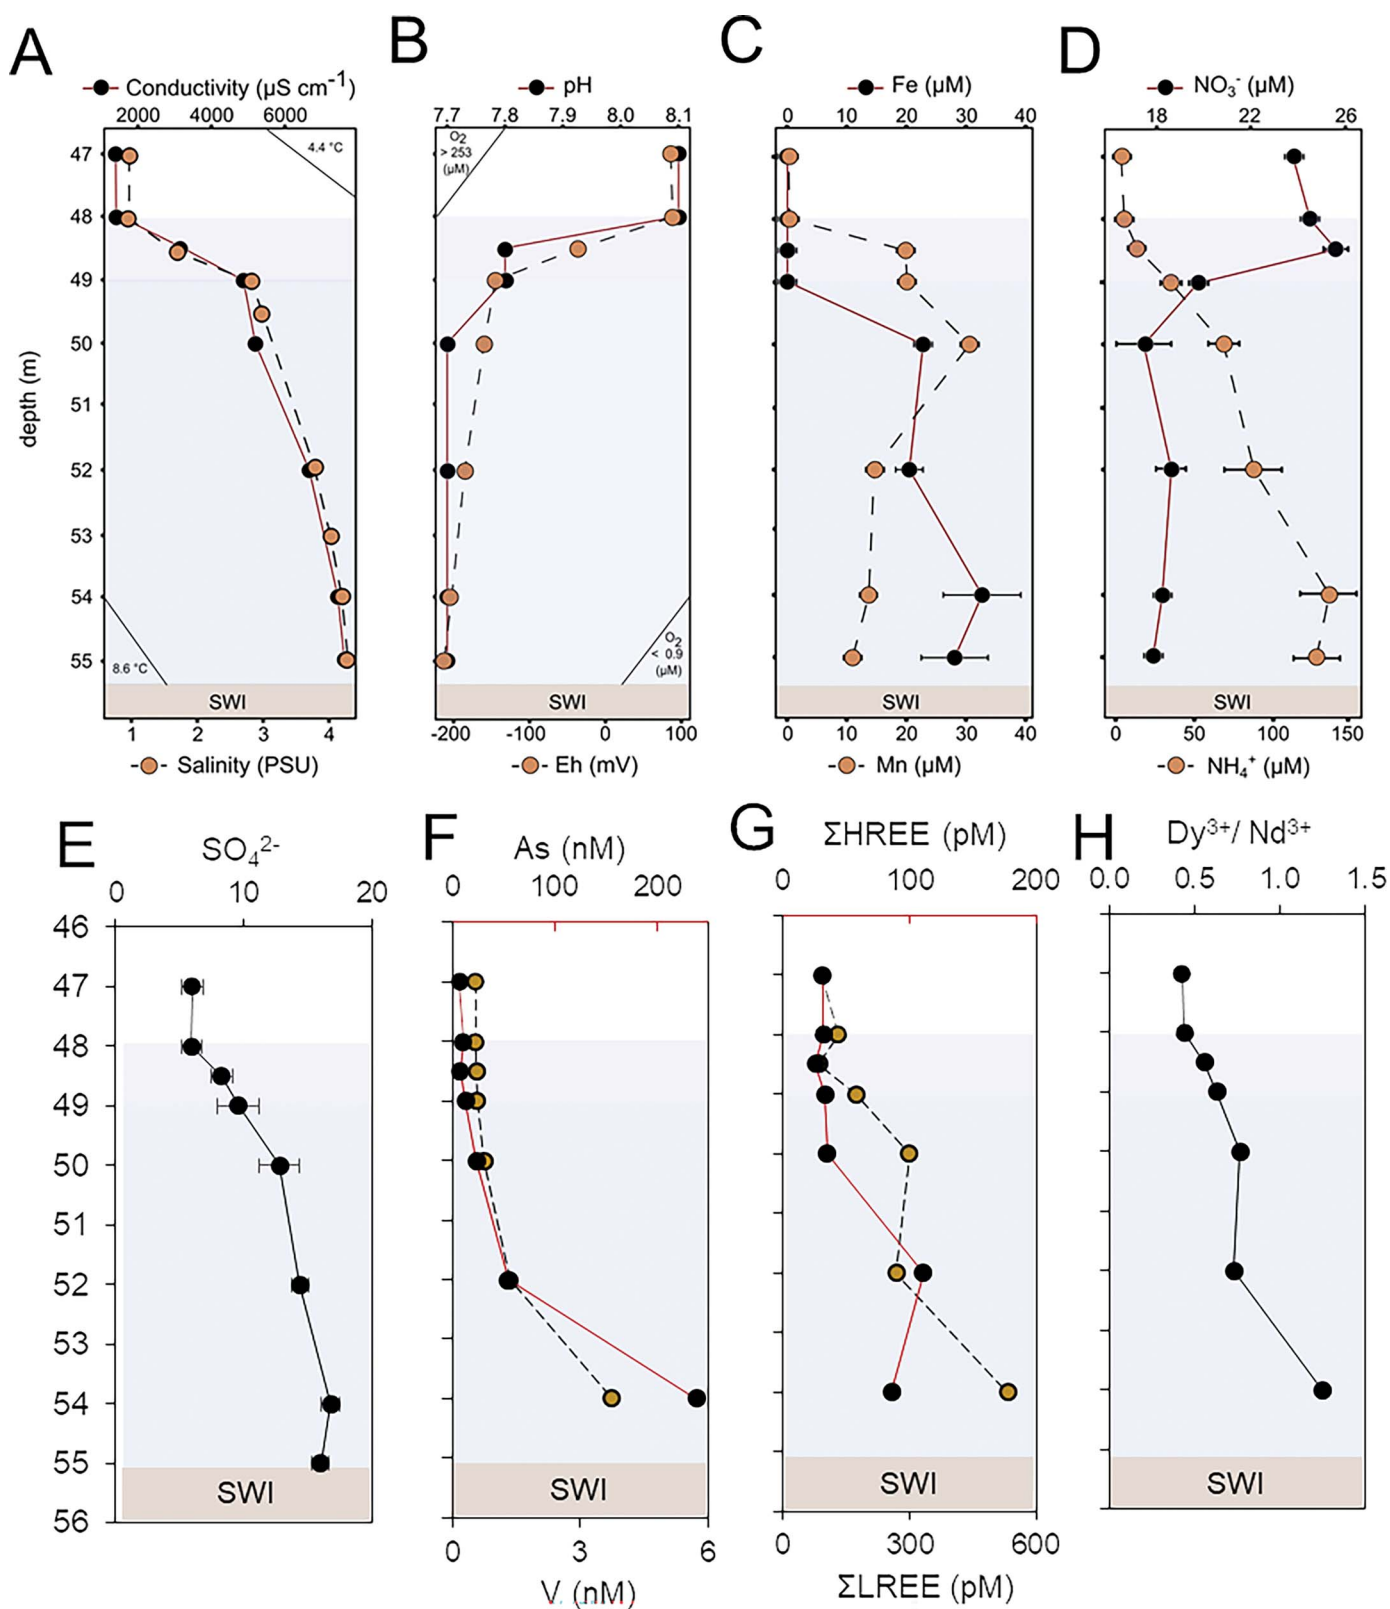 A
B
C
D
Conductivity (µS cm-1)
pH
Fe (µM)
NO3- (µM)
2000 4000 6000
7.7 7.8 7.9 8.0 8.1
0 10 20 30 40
18 22 26
4.4 °C
O2
> 253
(µM)
47
48
49
50
51
52
53
54
55
depth (m)
8.6 °C
O2
< 0.9
(µM)
SWI
SWI
SWI
SWI
1 2 3 4
-200 -100 0 100
0 10 20 30 40
0 50 100 150
Salinity (PSU)
Eh (mV)
Mn (µM)
NH4+ (µM)
E
F
G
H
SO42-
As (nM)
ΣHREE (pM)
Dy3+/ Nd3+
0 10 20
0 100 200
0 100 200
0.0 0.5 1.0 1.5
46
47
48
49
50
51
52
53
54
55
56
SWI
SWI
SWI
SWI
0 3 6
0 300 600
V (nM)
ΣLREE (pM)